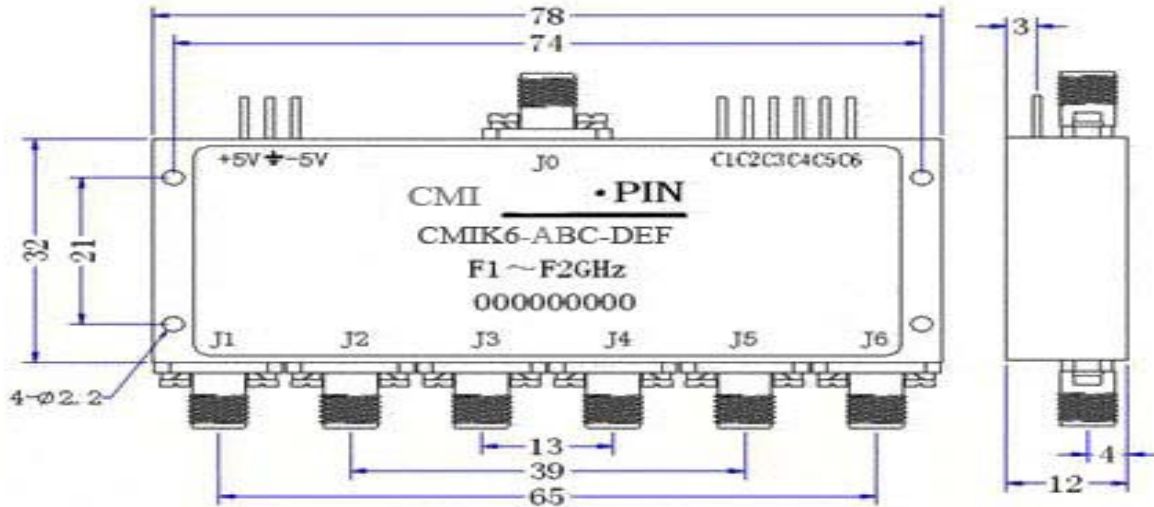 78
74
3
+5V ⏚ -5V
J0
C1C2C3C4C5C6
CMI •PIN
CMIK6-ABC-DEF
F1～F2GHz
000000000
32
21
J1 J2 J3 J4 J5 J6
4-Ø2.2
13
39
65
4
12